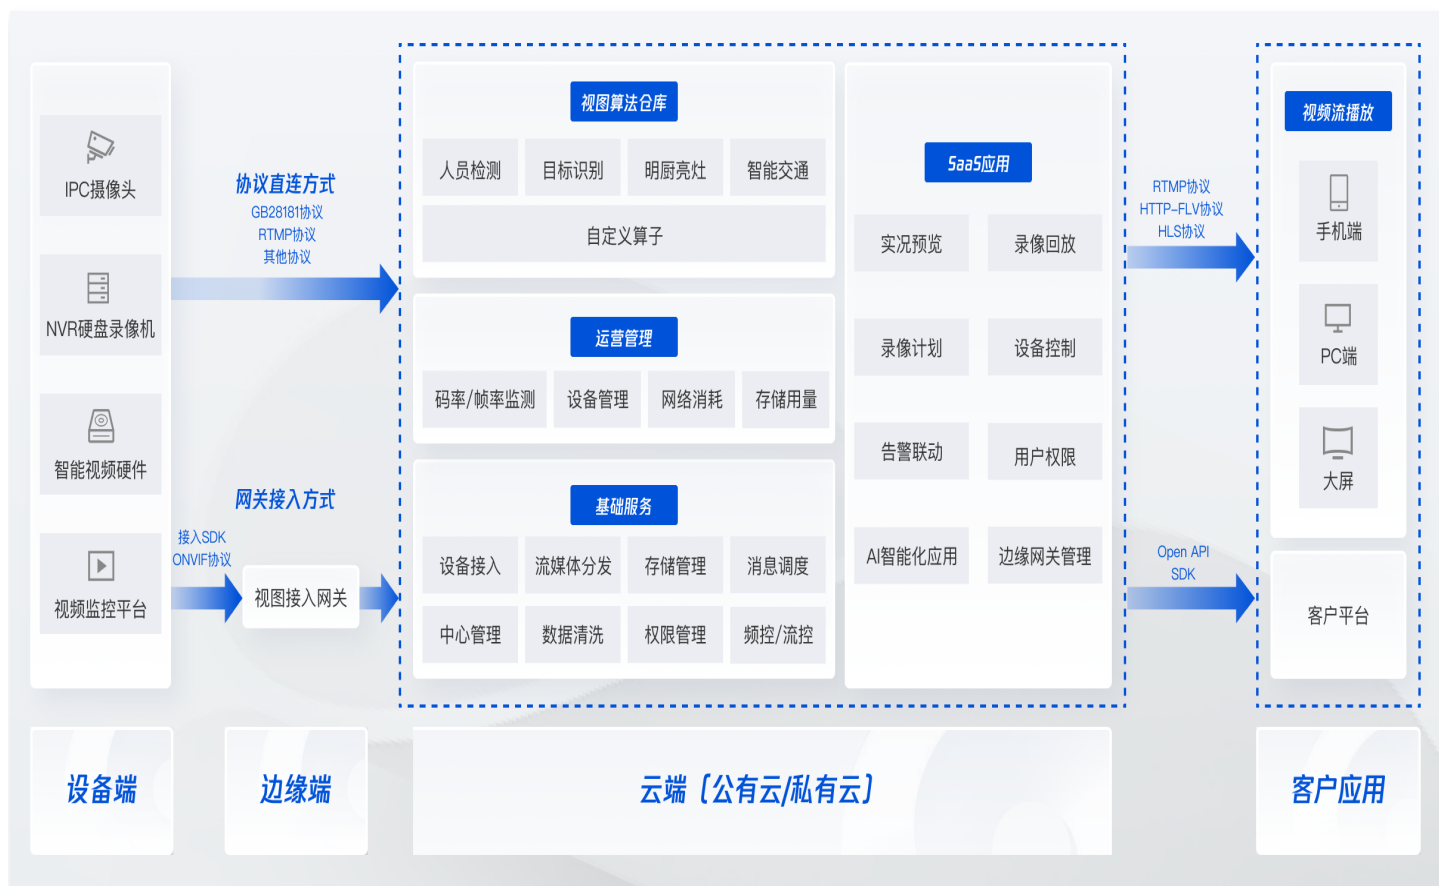 IPC摄像头
NVR硬盘录像机
智能视频硬件
视频监控平台
协议直连方式
GB28181协议
RTMP协议
其他协议
网关接入方式
接入SDK
ONVIF协议
视图接入网关
视图算法仓库
人员检测 目标识别 明厨亮灶 智能交通
自定义算子
运营管理
码率/帧率监测 设备管理 网络消耗 存储用量
基础服务
设备接入 流媒体分发 存储管理 消息调度
中心管理 数据清洗 权限管理 频控/流控
SaaS应用
实况预览 录像回放
录像计划 设备控制
告警联动 用户权限
AI智能化应用 边缘网关管理
RTMP协议
HTTP-FLV协议
HLS协议
Open API
SDK
视频流播放
手机端
PC端
大屏
客户平台
设备端 边缘端 云端（公有云/私有云） 客户应用